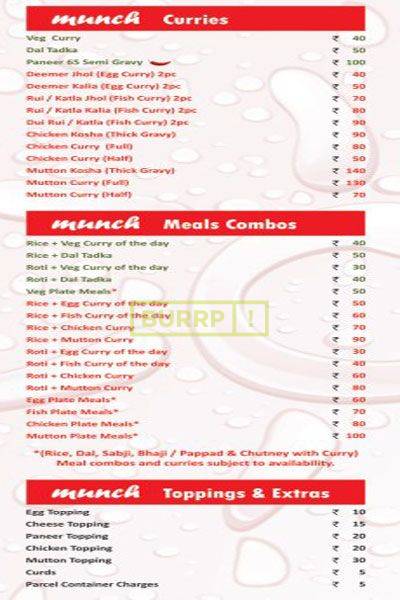 munch Curries
Veg Curry ₹ 40
Dal Tadka ₹ 50
Paneer 65 Semi Gravy ₹ 100
Deemer Jhol (Egg Curry) 2pc ₹ 40
Deemer Kalia (Egg Curry) 2pc ₹ 50
Rui / Katla Jhol (Fish Curry) 2pc ₹ 70
Rui / Katla Kalia (Fish Curry) 2pc ₹ 80
Dui Rui / Katla (Fish Curry) 2pc ₹ 90
Chicken Kosha (Thick Gravy) ₹ 90
Chicken Curry (Full) ₹ 80
Chicken Curry (Half) ₹ 50
Mutton Kosha (Thick Gravy) ₹ 140
Mutton Curry (Full) ₹ 130
Mutton Curry (Half) ₹ 70
munch Meals Combos
Rice + Veg Curry of the day ₹ 40
Rice + Dal Tadka ₹ 50
Roti + Veg Curry of the day ₹ 30
Roti + Dal Tadka ₹ 40
Veg Plate Meals* ₹ 50
Rice + Egg Curry of the day ₹ 50
Rice + Fish Curry of the day ₹ 60
Rice + Chicken Curry ₹ 70
BURRP!
Rice + Mutton Curry ₹ 90
Roti + Egg Curry of the day ₹ 30
Roti + Fish Curry of the day ₹ 40
Roti + Chicken Curry ₹ 60
Roti + Mutton Curry ₹ 80
Egg Plate Meals* ₹ 60
Fish Plate Meals* ₹ 70
Chicken Plate Meals* ₹ 80
Mutton Plate Meals* ₹ 100
*(Rice, Dal, Sabji, Bhaji / Pappad & Chutney with Curry)
Meal combos and curries subject to availability.
munch Toppings & Extras
Egg Topping ₹ 10
Cheese Topping ₹ 15
Paneer Topping ₹ 20
Chicken Topping ₹ 20
Mutton Topping ₹ 30
Curds ₹ 5
Parcel Container Charges ₹ 5